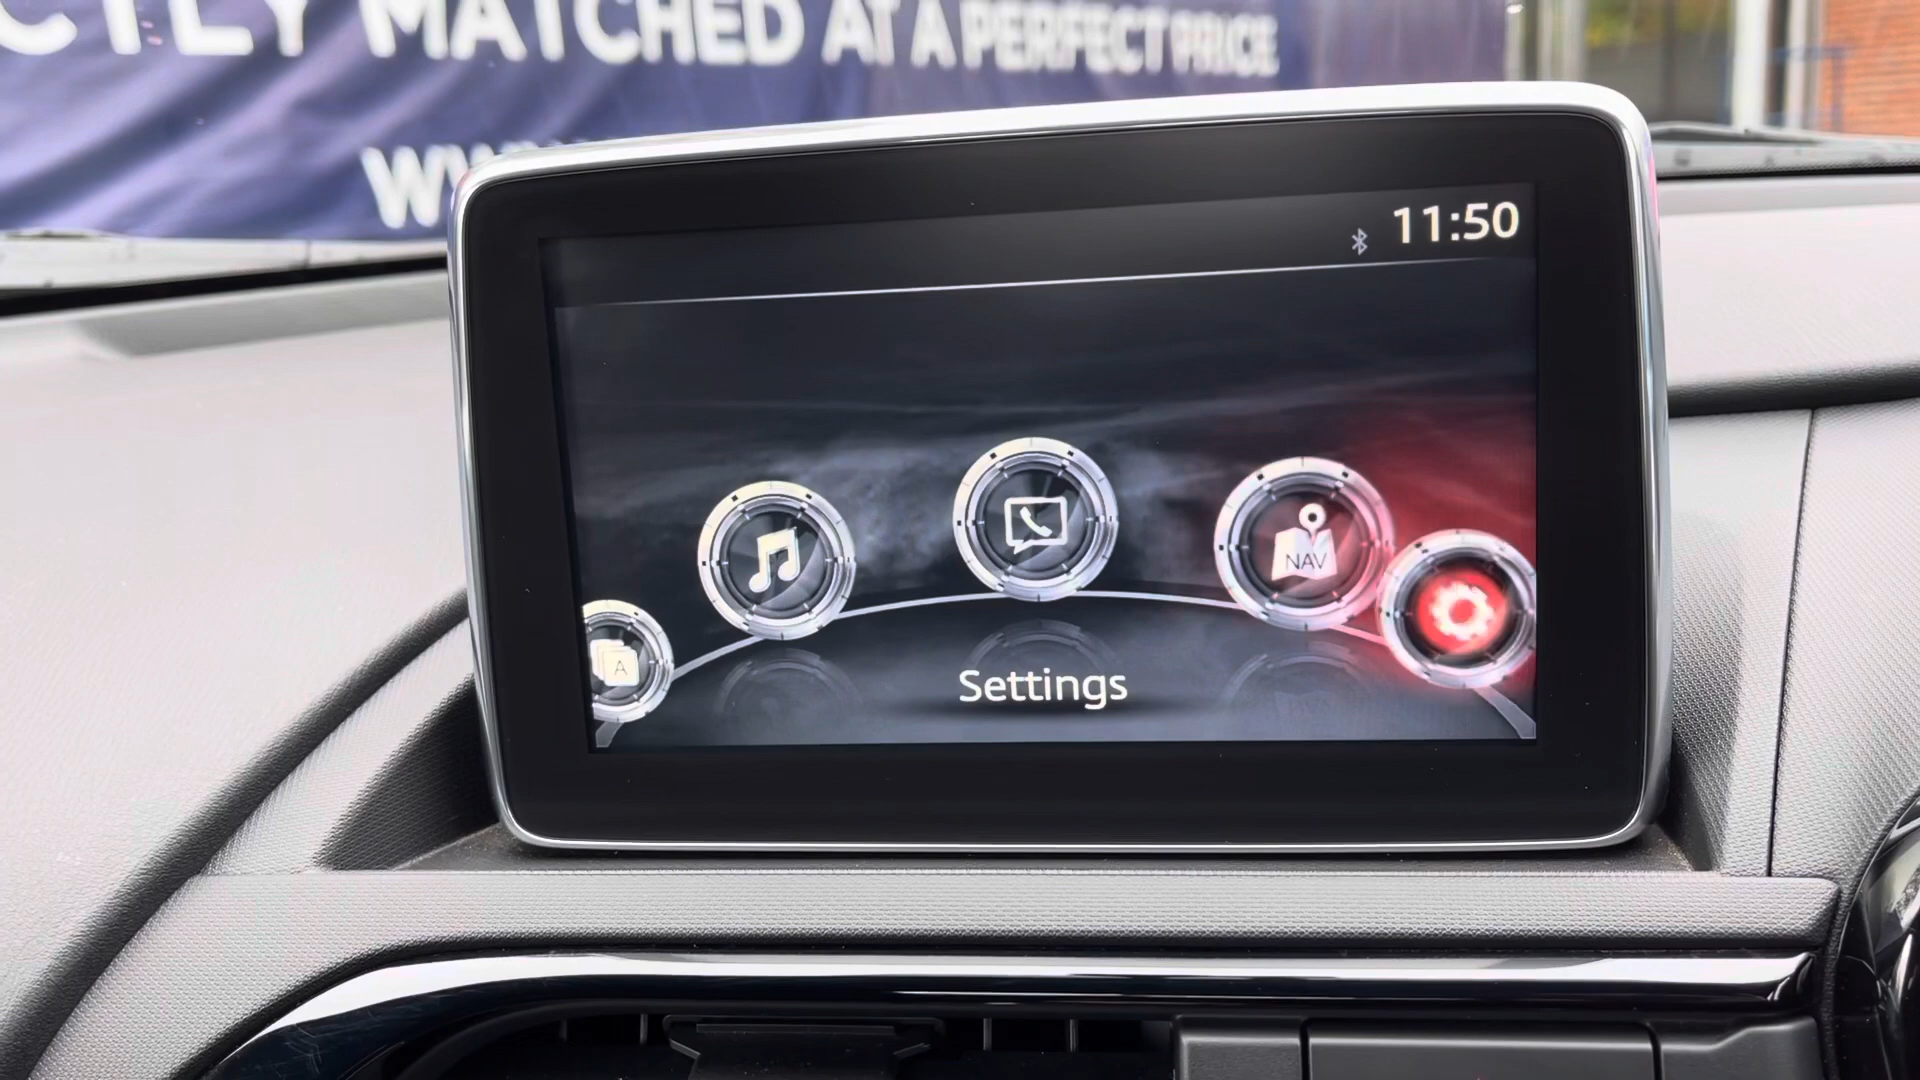 CTLY MATCHED AT A PERFECT PRICE
11:50
NAV
A
Settings